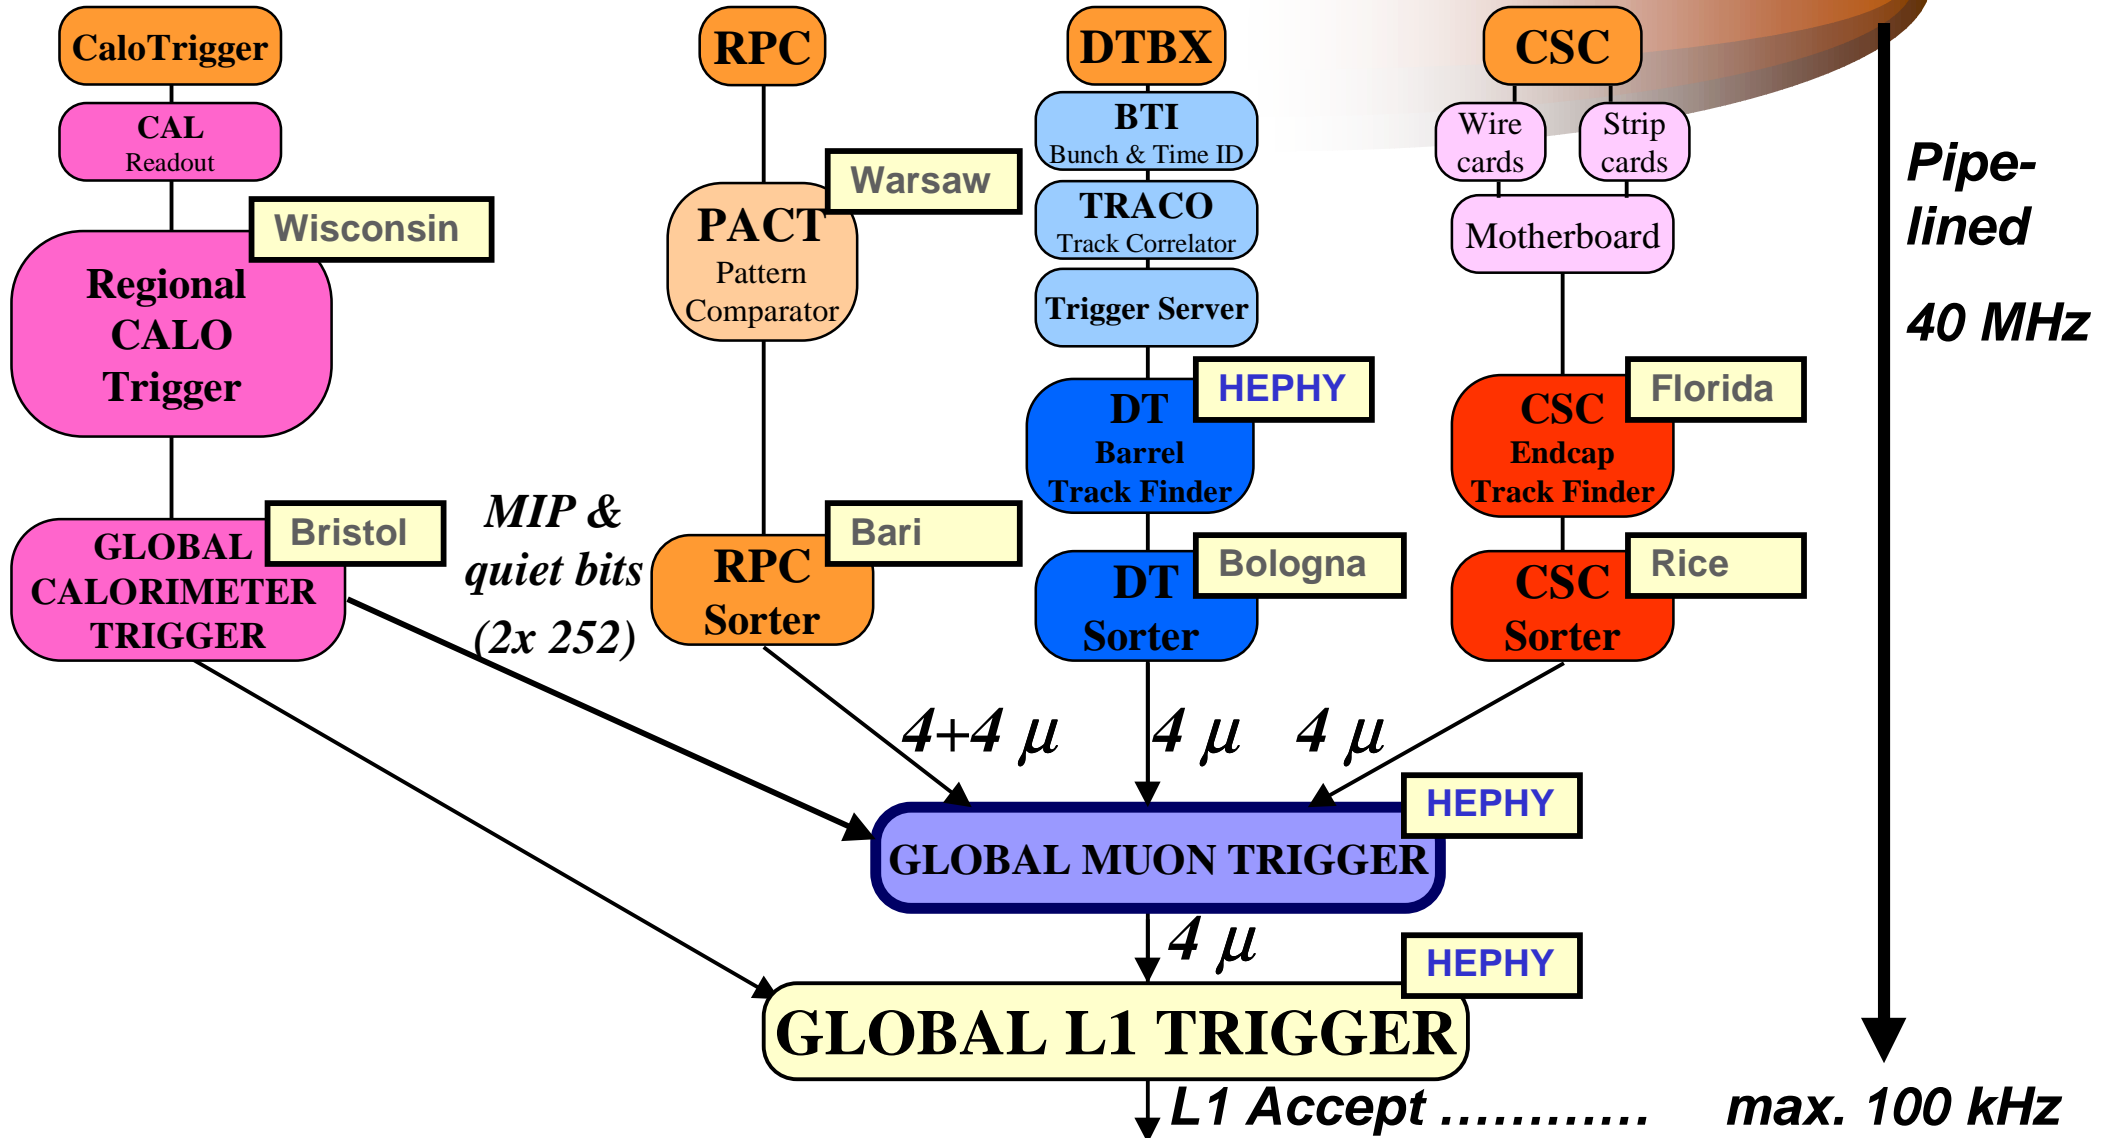 CaloTrigger
RPC
DTBX
CSC
CAL
Readout
BTI
Bunch & Time ID
Wire
cards
Strip
cards
Pipe-
lined
40 MHz
Warsaw
Wisconsin
PACT
Pattern
Comparator
TRACO
Track Correlator
Motherboard
Regional
CALO
Trigger
Trigger Server
HEPHY
Florida
DT
Barrel
Track Finder
CSC
Endcap
Track Finder
Bristol
MIP &
quiet bits
(2x 252)
Bari
Bologna
Rice
GLOBAL
CALORIMETER
TRIGGER
RPC
Sorter
DT
Sorter
CSC
Sorter
4+4 μ
4 μ
4 μ
HEPHY
GLOBAL MUON TRIGGER
4 μ
HEPHY
GLOBAL L1 TRIGGER
L1 Accept ............ max. 100 kHz